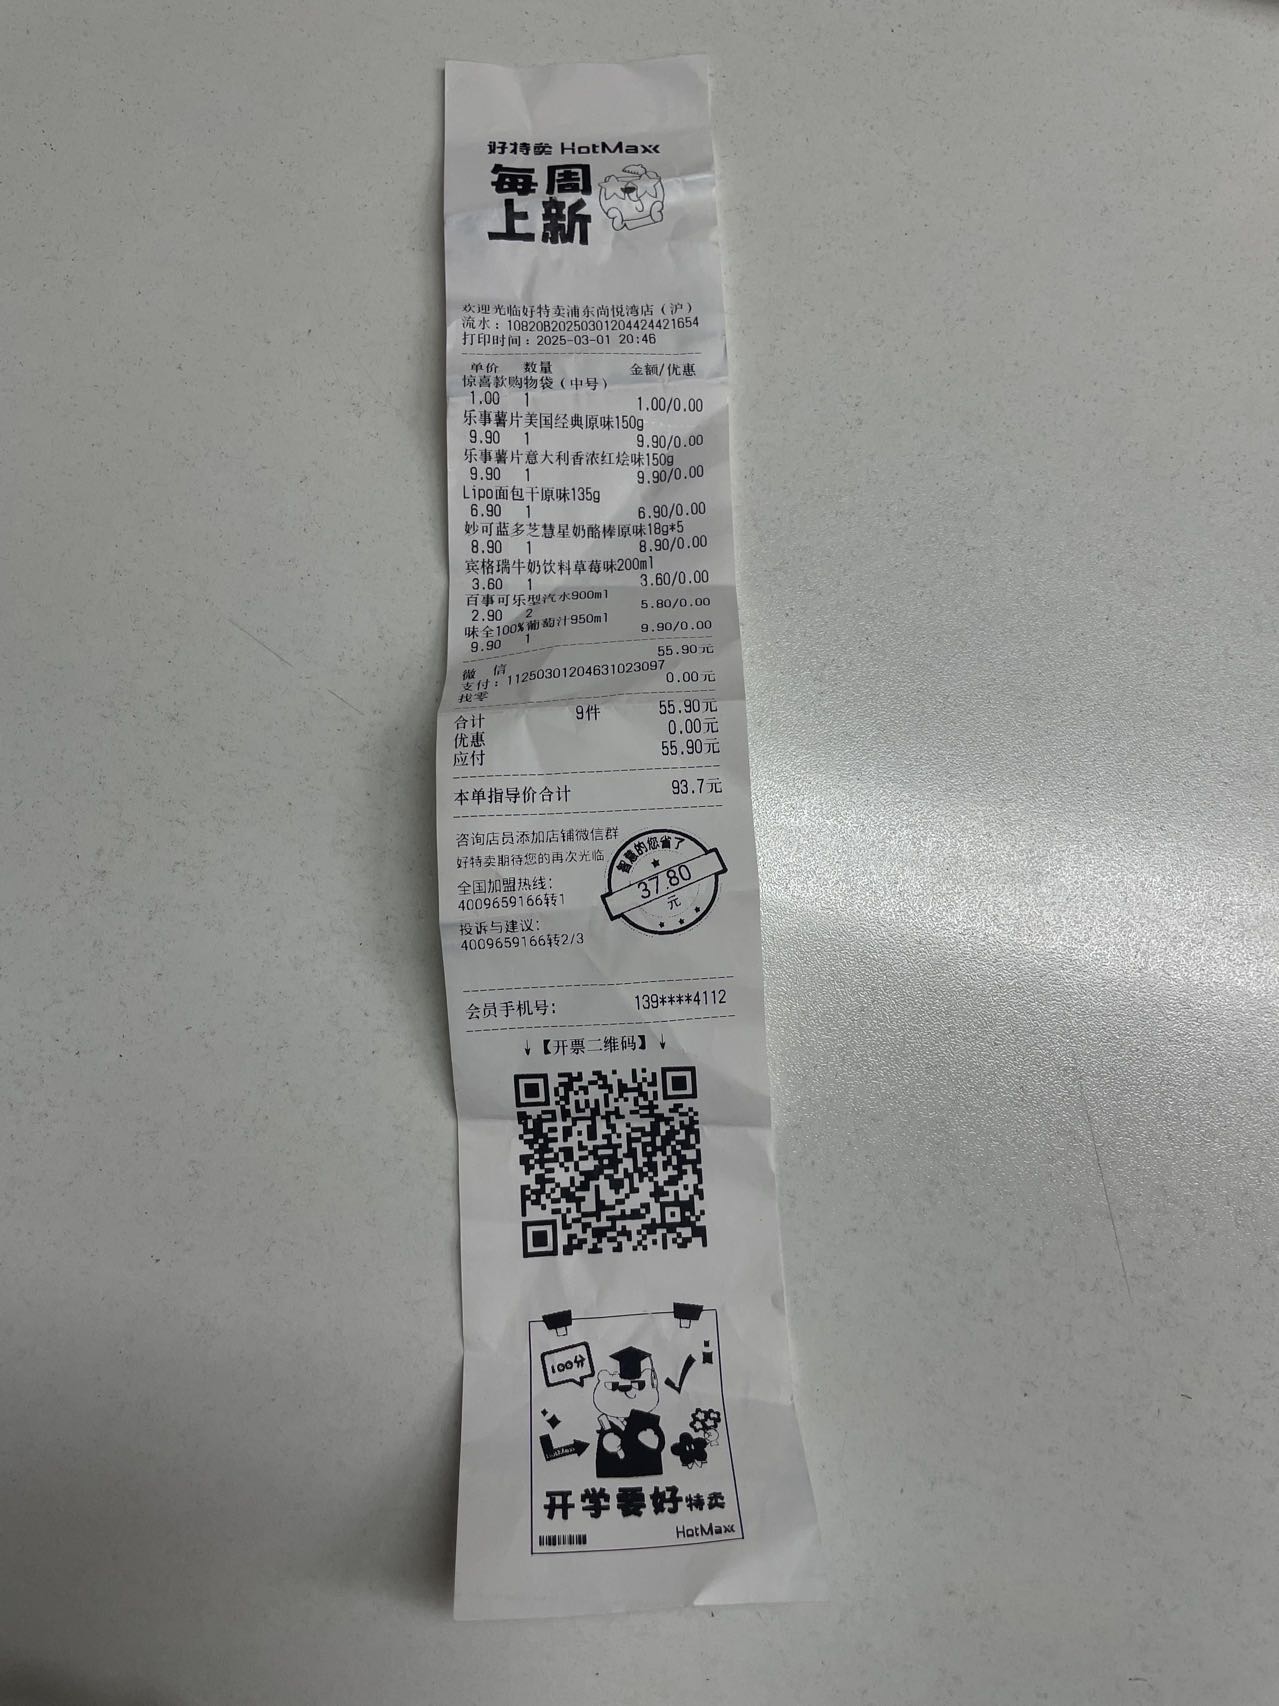 好特卖 HotMaxx
每周
上新
欢迎光临好特卖浦东尚悦湾店（沪）
流水：10820B20250301204424421654
打印时间：2025-03-01 20:46
单价 数量 金额/优惠
惊喜款购物袋（中号）
1.00 1 1.00/0.00
乐事薯片美国经典原味150g
9.90 1 9.90/0.00
乐事薯片意大利香浓红烩味150g
9.90 1 9.90/0.00
Lipo面包干原味135g
6.90 1 6.90/0.00
妙可蓝多芝慧星奶酪棒原味18g*5
8.90 1 8.90/0.00
宾格瑞牛奶饮料草莓味200ml
3.60 1 3.60/0.00
百事可乐型汽水900ml
2.90 2 5.80/0.00
味全100%葡萄汁950ml
9.90 1 9.90/0.00
微 信 55.90元
支付：11250301204631023097
找零 0.00元
合计 9件 55.90元
优惠 0.00元
应付 55.90元
本单指导价合计 93.7元
咨询店员添加店铺微信群
好特卖期待您的再次光临
全国加盟热线：
4009659166转1
投诉与建议：
4009659166转2/3
智慧的您省了
37.80
元
会员手机号： 139****4112
↓【开票二维码】↓
100分
HotMaxx
开学要好特卖
HotMaxx